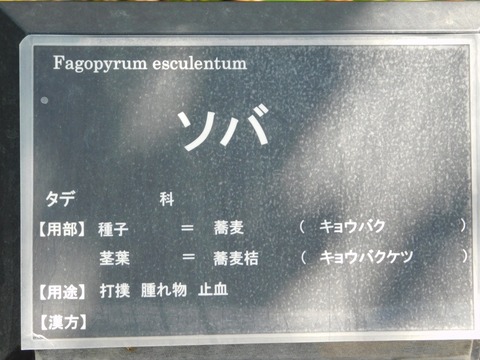 Fagopyrum esculentum
ソバ
タデ 科
【用部】 種子 ＝ 蕎麦 （ キョウバク ）
茎葉 ＝ 蕎麦桔 （ キョウバクケツ ）
【用途】 打撲 腫れ物 止血
【漢方】